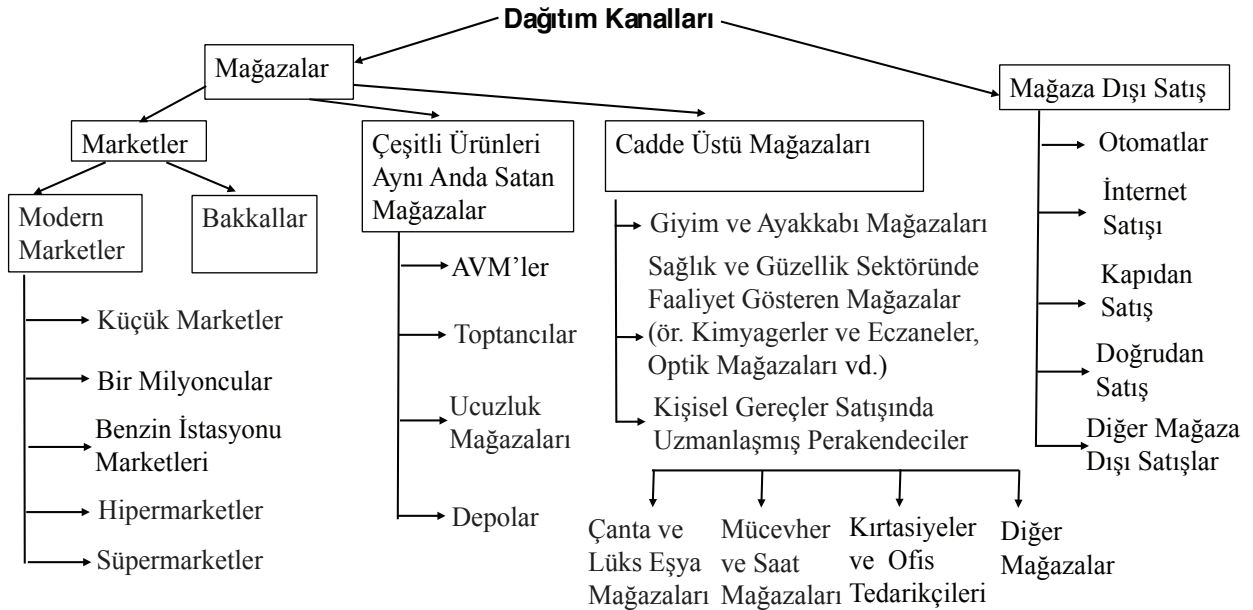 Dağıtım Kanalları
Mağazalar
Mağaza Dışı Satış
Marketler
Çeşitli Ürünleri
Aynı Anda Satan
Mağazalar
Cadde Üstü Mağazaları
Modern
Marketler
Bakkallar
Küçük Marketler
Bir Milyoncular
Benzin İstasyonu
Marketleri
Hipermarketler
Süpermarketler
AVM'ler
Toptancılar
Ucuzluk
Mağazaları
Depolar
Giyim ve Ayakkabı Mağazaları
Sağlık ve Güzellik Sektöründe
Faaliyet Gösteren Mağazalar
(ör. Kimyagerler ve Eczaneler,
Optik Mağazaları vd.)
Kişisel Gereçler Satışında
Uzmanlaşmış Perakendeciler
Çanta ve
Lüks Eşya
Mağazaları
Mücevher
ve Saat
Mağazaları
Kırtasiyeler
ve Ofis
Tedarikçileri
Diğer
Mağazalar
Otomatlar
İnternet
Satışı
Kapıdan
Satış
Doğrudan
Satış
Diğer Mağaza
Dışı Satışlar